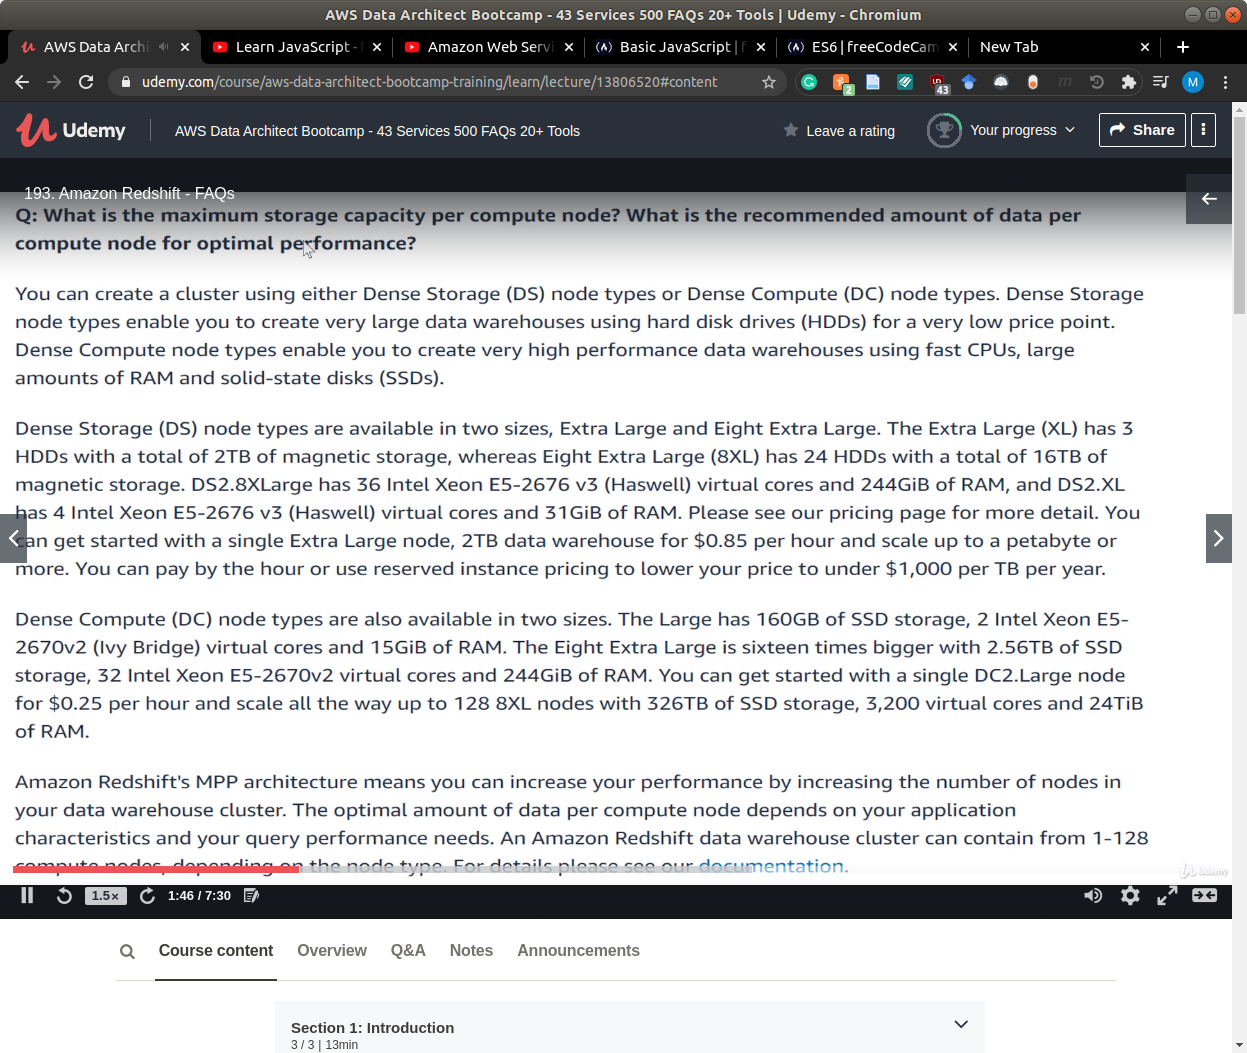 AWS Data Architect Bootcamp - 43 Services 500 FAQs 20+ Tools | Udemy - Chromium
AWS Data Archi
Learn JavaScript -
Amazon Web Servi
Basic JavaScript | f
ES6 | freeCodeCam
New Tab
udemy.com/course/aws-data-architect-bootcamp-training/learn/lecture/13806520#content
2
43
M
Udemy
AWS Data Architect Bootcamp - 43 Services 500 FAQs 20+ Tools
Leave a rating
Your progress
Share
193. Amazon Redshift - FAQs
Q: What is the maximum storage capacity per compute node? What is the recommended amount of data per
compute node for optimal performance?
You can create a cluster using either Dense Storage (DS) node types or Dense Compute (DC) node types. Dense Storage
node types enable you to create very large data warehouses using hard disk drives (HDDs) for a very low price point.
Dense Compute node types enable you to create very high performance data warehouses using fast CPUs, large
amounts of RAM and solid-state disks (SSDs).
Dense Storage (DS) node types are available in two sizes, Extra Large and Eight Extra Large. The Extra Large (XL) has 3
HDDs with a total of 2TB of magnetic storage, whereas Eight Extra Large (8XL) has 24 HDDs with a total of 16TB of
magnetic storage. DS2.8XLarge has 36 Intel Xeon E5-2676 v3 (Haswell) virtual cores and 244GiB of RAM, and DS2.XL
has 4 Intel Xeon E5-2676 v3 (Haswell) virtual cores and 31GiB of RAM. Please see our pricing page for more detail. You
can get started with a single Extra Large node, 2TB data warehouse for $0.85 per hour and scale up to a petabyte or
more. You can pay by the hour or use reserved instance pricing to lower your price to under $1,000 per TB per year.
Dense Compute (DC) node types are also available in two sizes. The Large has 160GB of SSD storage, 2 Intel Xeon E5-
2670v2 (Ivy Bridge) virtual cores and 15GiB of RAM. The Eight Extra Large is sixteen times bigger with 2.56TB of SSD
storage, 32 Intel Xeon E5-2670v2 virtual cores and 244GiB of RAM. You can get started with a single DC2.Large node
for $0.25 per hour and scale all the way up to 128 8XL nodes with 326TB of SSD storage, 3,200 virtual cores and 24TiB
of RAM.
Amazon Redshift's MPP architecture means you can increase your performance by increasing the number of nodes in
your data warehouse cluster. The optimal amount of data per compute node depends on your application
characteristics and your query performance needs. An Amazon Redshift data warehouse cluster can contain from 1-128
compute nodes, depending on the node type. For details please see our documentation.
Udemy
1.5×
1:46 / 7:30
Course content
Overview
Q&A
Notes
Announcements
Section 1: Introduction
3 / 3 | 13min